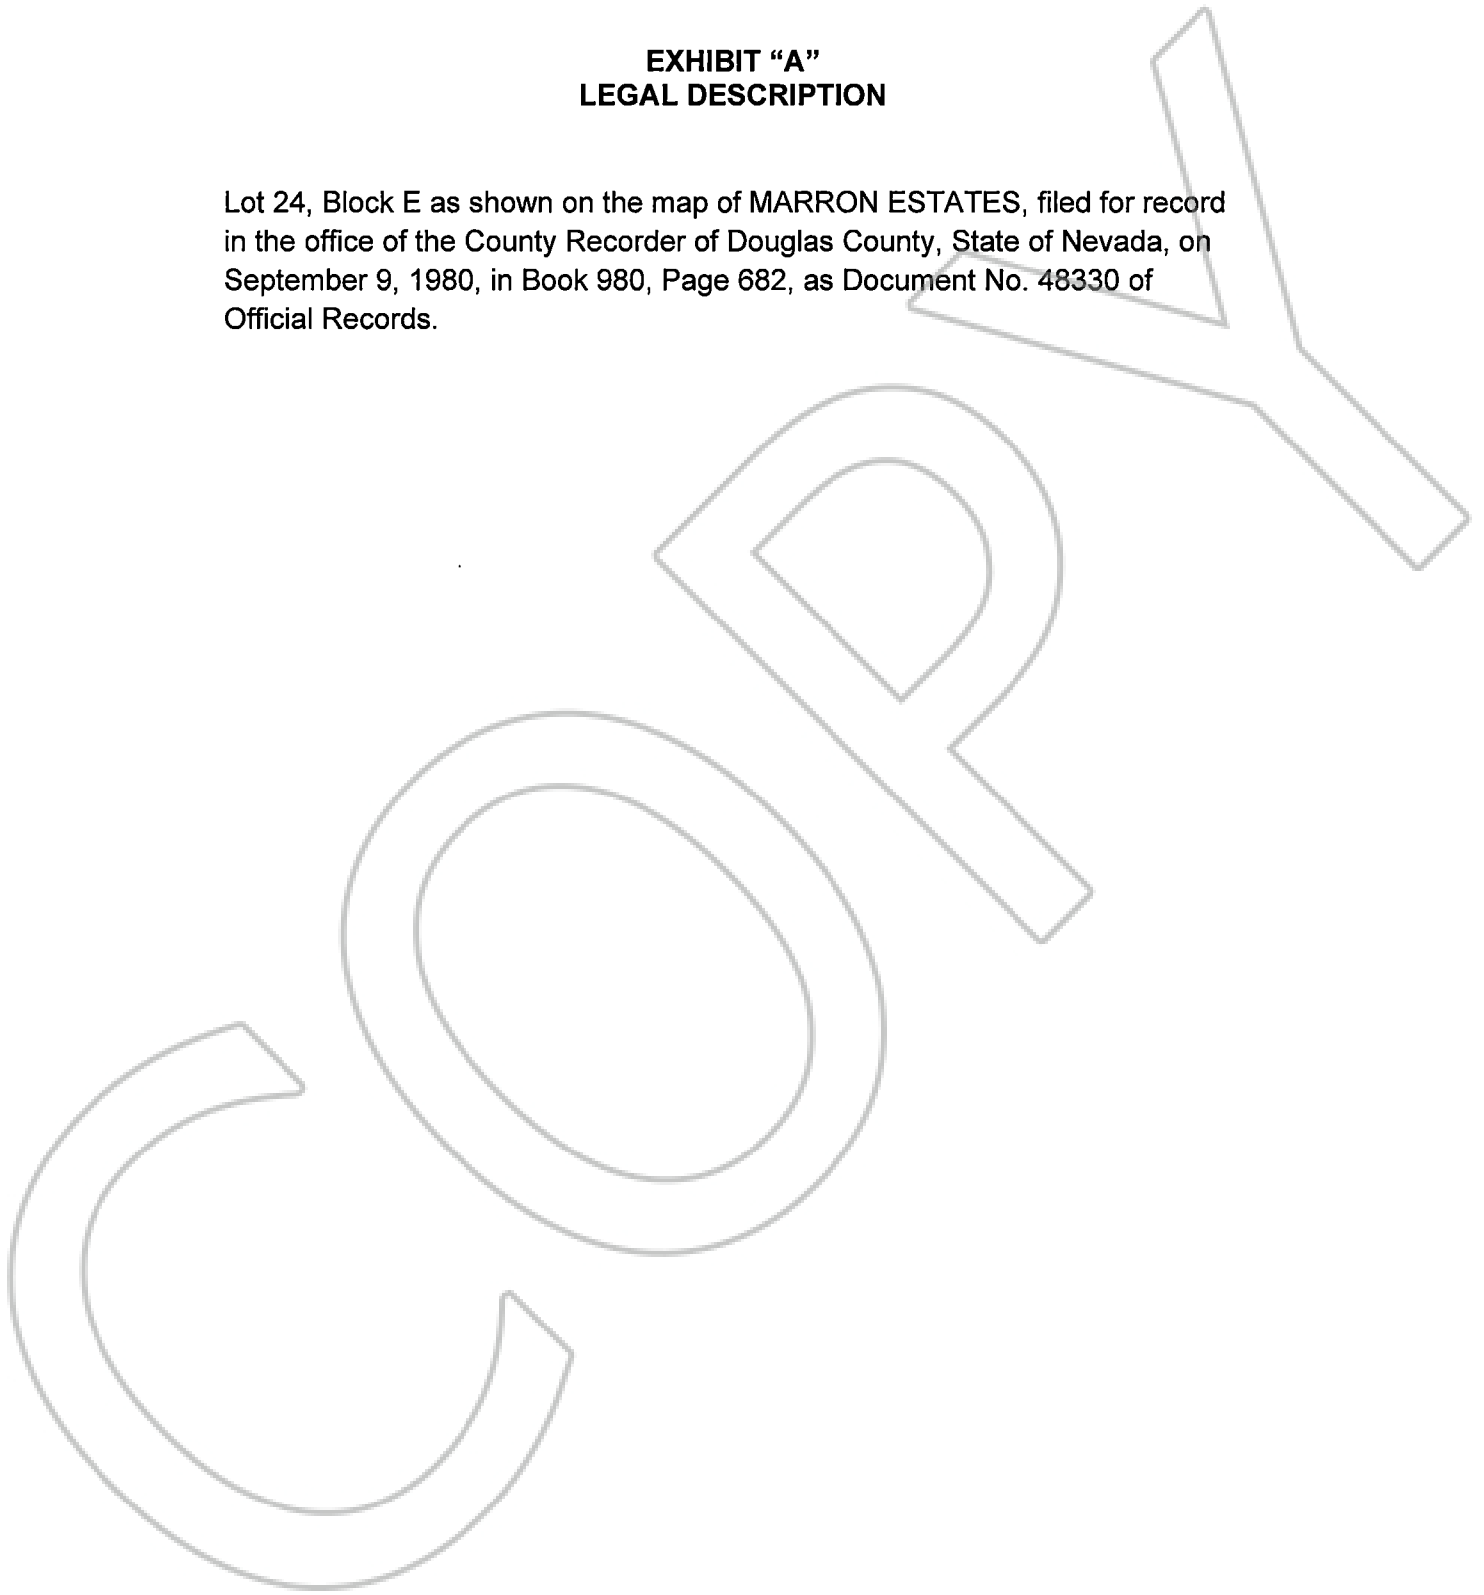 EXHIBIT “A”
LEGAL DESCRIPTION
Lot 24, Block E as shown on the map of MARRON ESTATES, filed for record
in the office of the County Recorder of Douglas County, State of Nevada, on
September 9, 1980, in Book 980, Page 682, as Document No. 48330 of
Official Records.
COPY